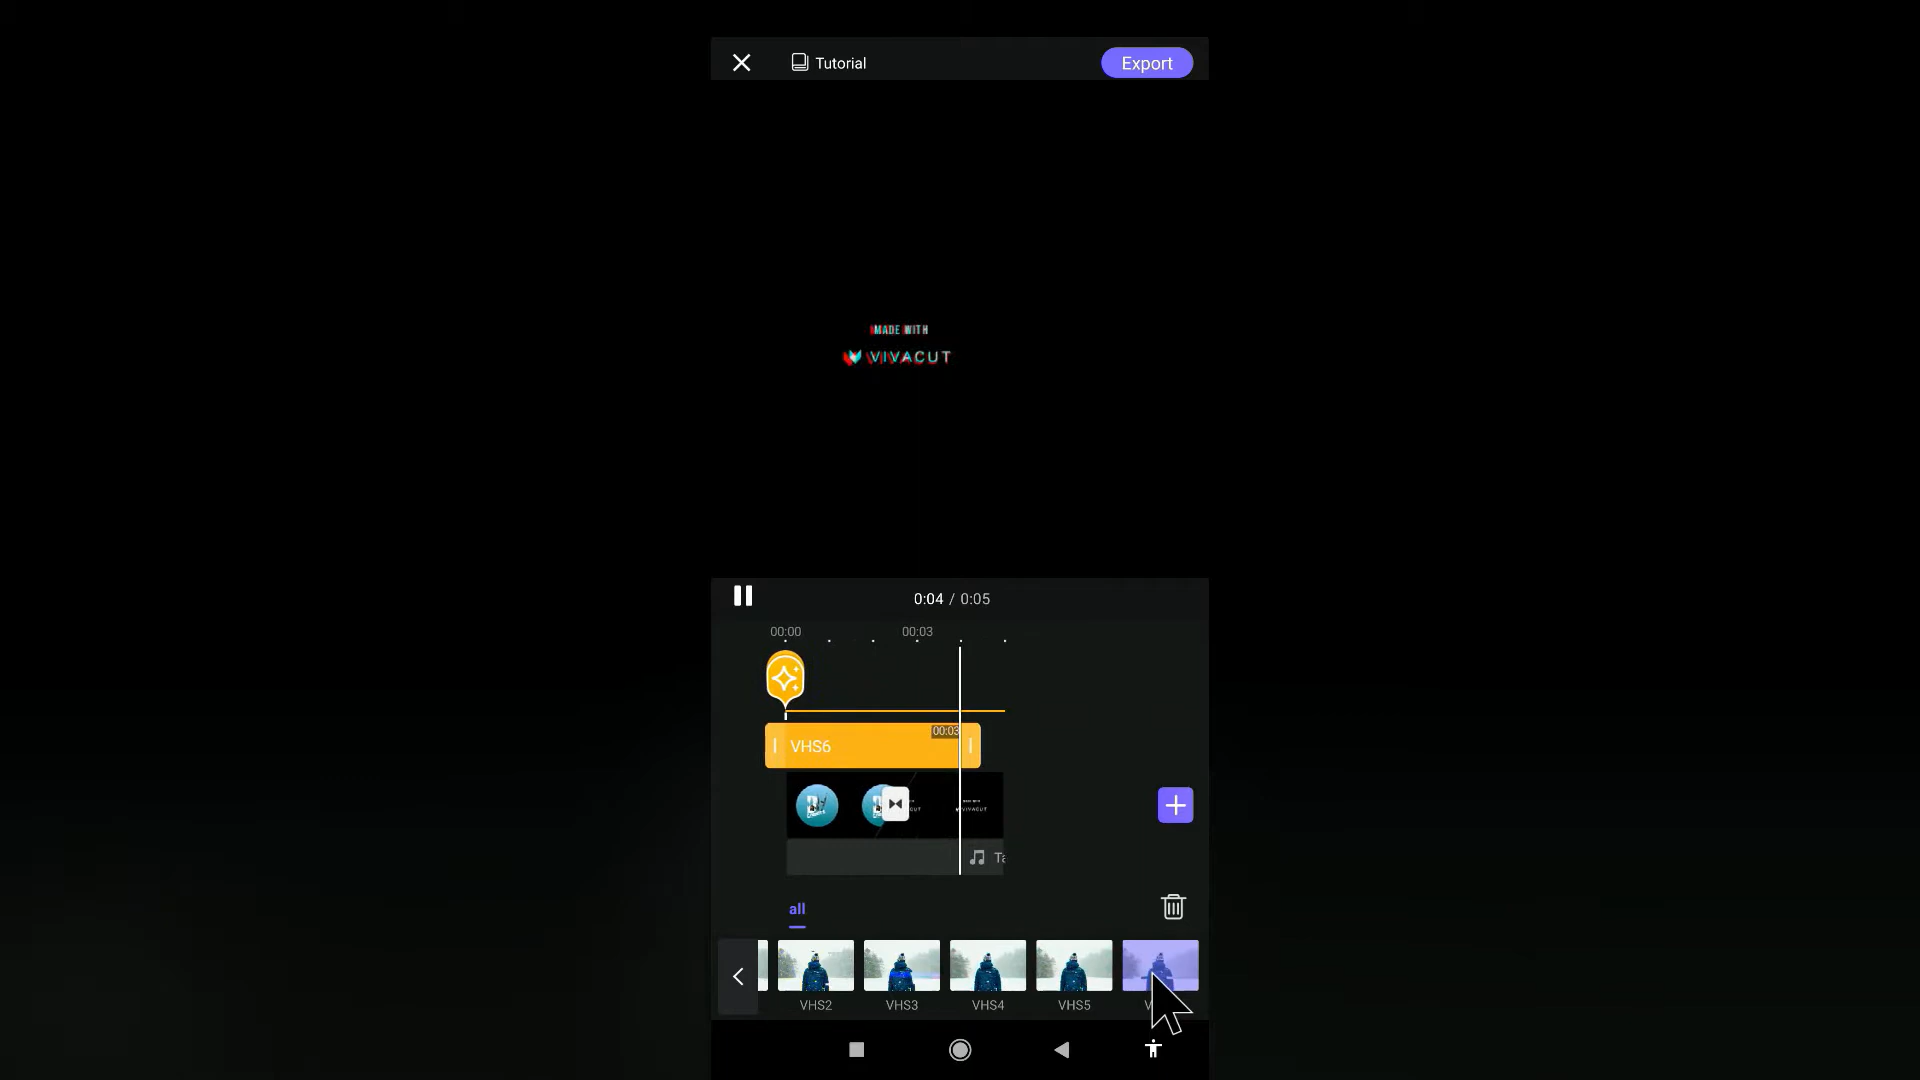 Tutorial
Export
MADE WITH
VIVACUT
0:04 / 0:05
00:00
00:03
00:03
VHS6
all
VHS2
VHS3
VHS4
VHS5